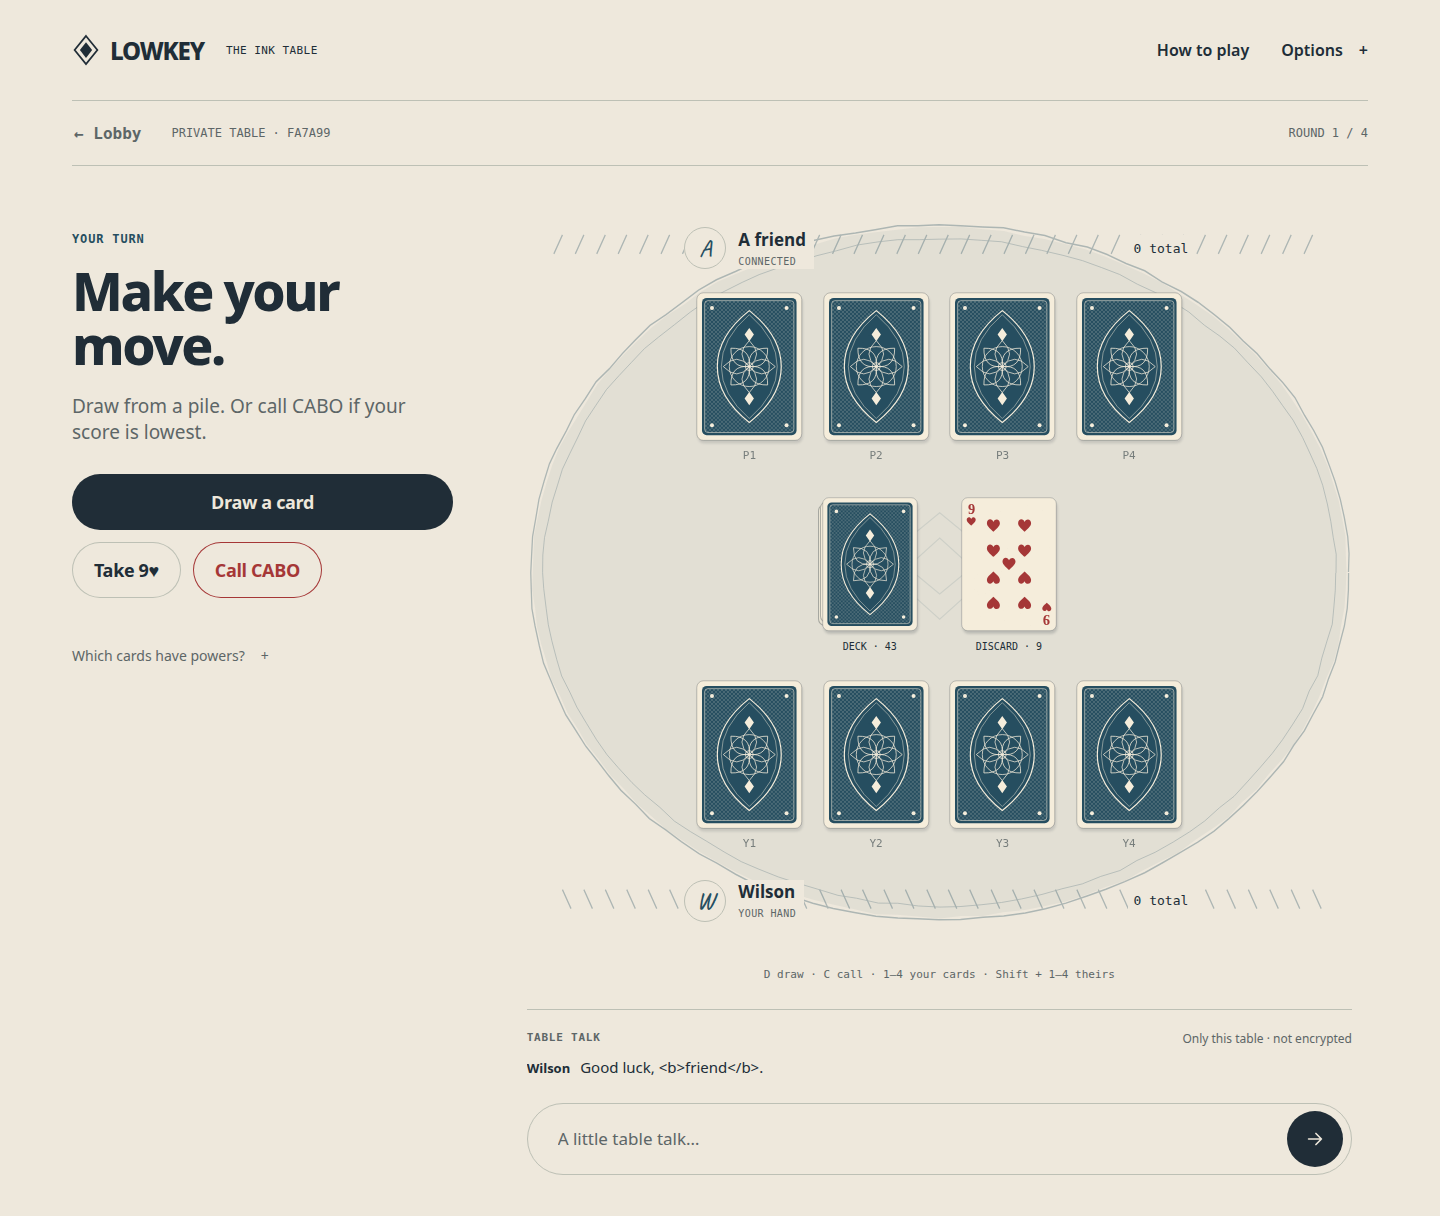 LOWKEY THE INK TABLE How to play Options +
← Lobby PRIVATE TABLE · FA7A99 ROUND 1 / 4
YOUR TURN
Make your
move.
Draw from a pile. Or call CABO if your
score is lowest.
Draw a card
Take 9♥ Call CABO
Which cards have powers? +
A
A friend
CONNECTED
0 total
P1 P2 P3 P4
9
9
DECK · 43 DISCARD · 9
Y1 Y2 Y3 Y4
W
Wilson
YOUR HAND
0 total
D draw · C call · 1–4 your cards · Shift + 1–4 theirs
TABLE TALK Only this table · not encrypted
Wilson Good luck, <b>friend</b>.
A little table talk…
→